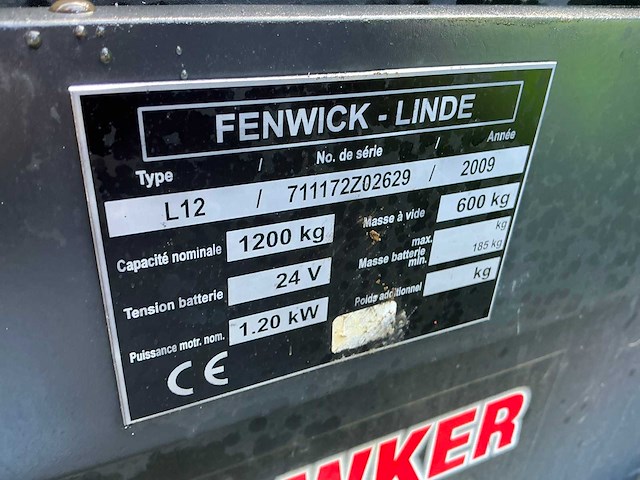 FENWICK - LINDE
Type / No. de série / Année
L12 / 711172Z02629 / 2009
Capacité nominale 1200 kg Masse à vide 600 kg
Tension batterie 24 V Masse batterie max. kg
min. 185 kg
Puissance motr. nom. 1.20 kW Poids additionnel kg
CE
NKER